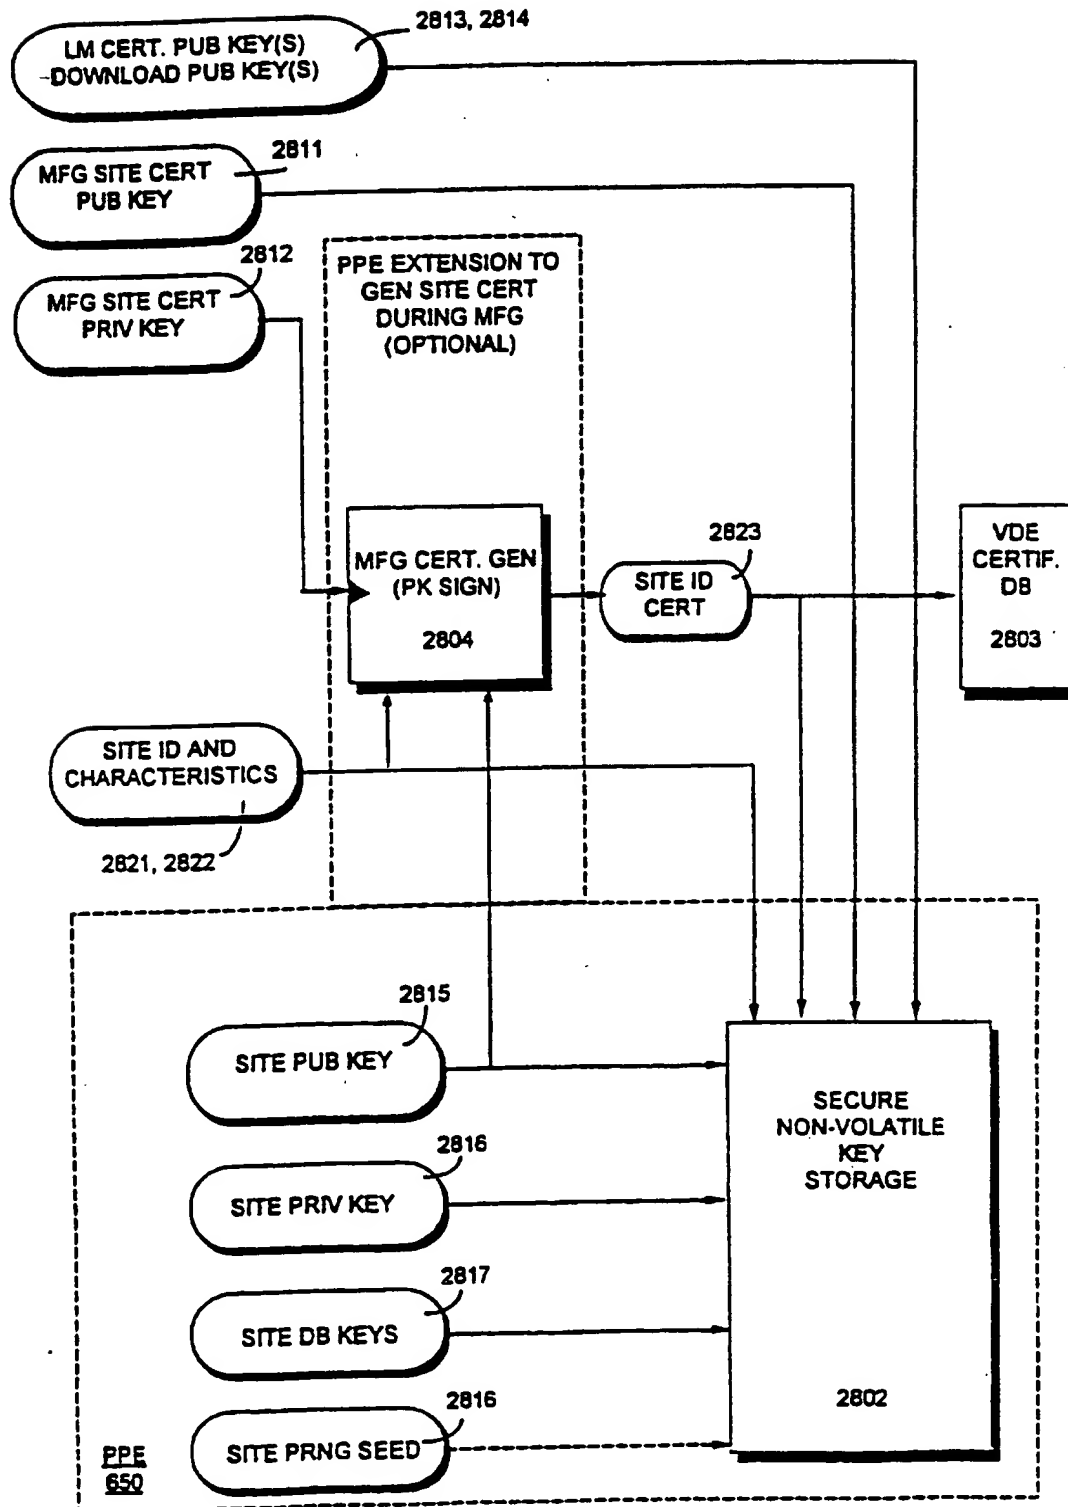 2813, 2814
LM CERT. PUB KEY(S)
-DOWNLOAD PUB KEY(S)
2811
MFG SITE CERT
PUB KEY
2812
MFG SITE CERT
PRIV KEY
PPE EXTENSION TO
GEN SITE CERT
DURING MFG
(OPTIONAL)
MFG CERT. GEN
(PK SIGN)
2804
2823
SITE ID
CERT
VDE
CERTIF.
DB
2803
SITE ID AND
CHARACTERISTICS
2821, 2822
2815
SITE PUB KEY
2816
SITE PRIV KEY
2817
SITE DB KEYS
2816
SITE PRNG SEED
SECURE
NON-VOLATILE
KEY
STORAGE
2802
PPE
650